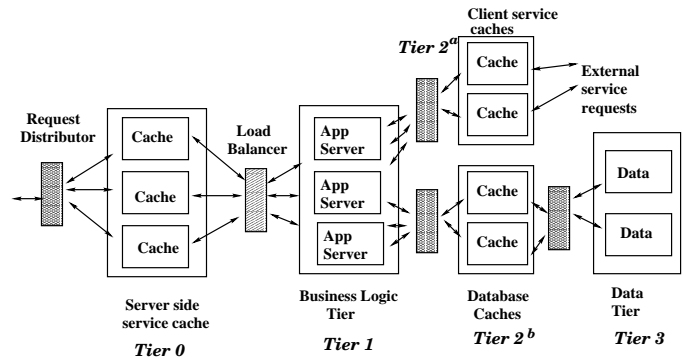 Client service
caches
Tier 2 a
Cache
Cache
External
service
requests
Request
Distributor
Cache
Cache
Cache
Load
Balancer
App
Server
App
Server
App
Server
Cache
Cache
Data
Data
Server side
service cache
Tier 0
Business Logic
Tier
Tier 1
Database
Caches
Tier 2 b
Data
Tier
Tier 3